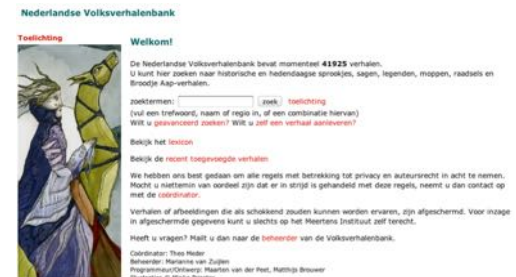 Nederlandse Volksverhalenbank
Toelichting
Welkom!
De Nederlandse Volksverhalenbank bevat momenteel 41925 verhalen.
U kunt hier zoeken naar historische en hedendaagse sprookjes, sagen, legenden, moppen, raadsels en
Broodje Aap-verhalen.
zoektermen: zoek toelichting
(vul een trefwoord, naam of regio in, of een combinatie hiervan)
Wilt u geavanceerd zoeken? Wilt u zelf een verhaal aanleveren?
Bekijk het lexicon
Bekijk de recent toegevoegde verhalen
We hebben ons best gedaan om alle regels met betrekking tot privacy en auteursrecht in acht te nemen.
Mocht u niettemin van oordeel zijn dat er in strijd is gehandeld met deze regels, neemt u dan contact op
met de coördinator.
Verhalen of afbeeldingen die als schokkend zouden kunnen worden ervaren, zijn afgeschermd. Voor inzage
in afgeschermde gegevens kunt u slechts op het Meertens Instituut zelf terecht.
Heeft u vragen? Mailt u dan naar de beheerder van de Volksverhalenbank.
Coördinator: Theo Meder
Beheerder: Marianne van Zuijlen
Programmeur/Ontwerp: Maarten van der Peet, Matthijs Brouwer